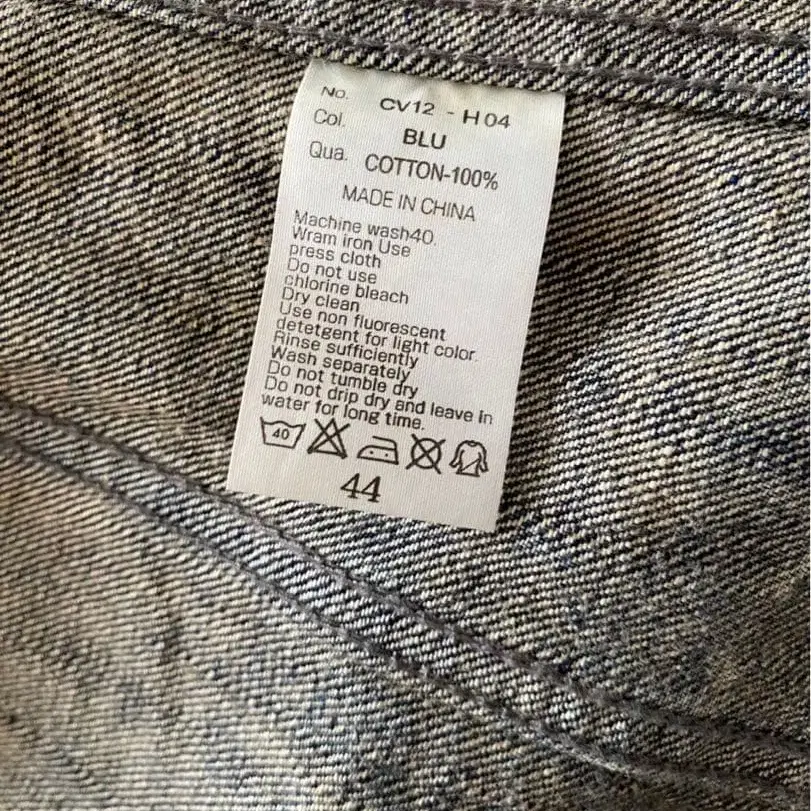 No. CV12 - H04
Col. BLU
Qua. COTTON-100%
MADE IN CHINA
Machine wash40.
Wram iron Use
press cloth
Do not use
chlorine bleach
Dry clean
Use non fluorescent
detetgent for light color.
Rinse sufficiently
Wash separately
Do not tumble dry
Do not drip dry and leave in
water for long time.
40
44